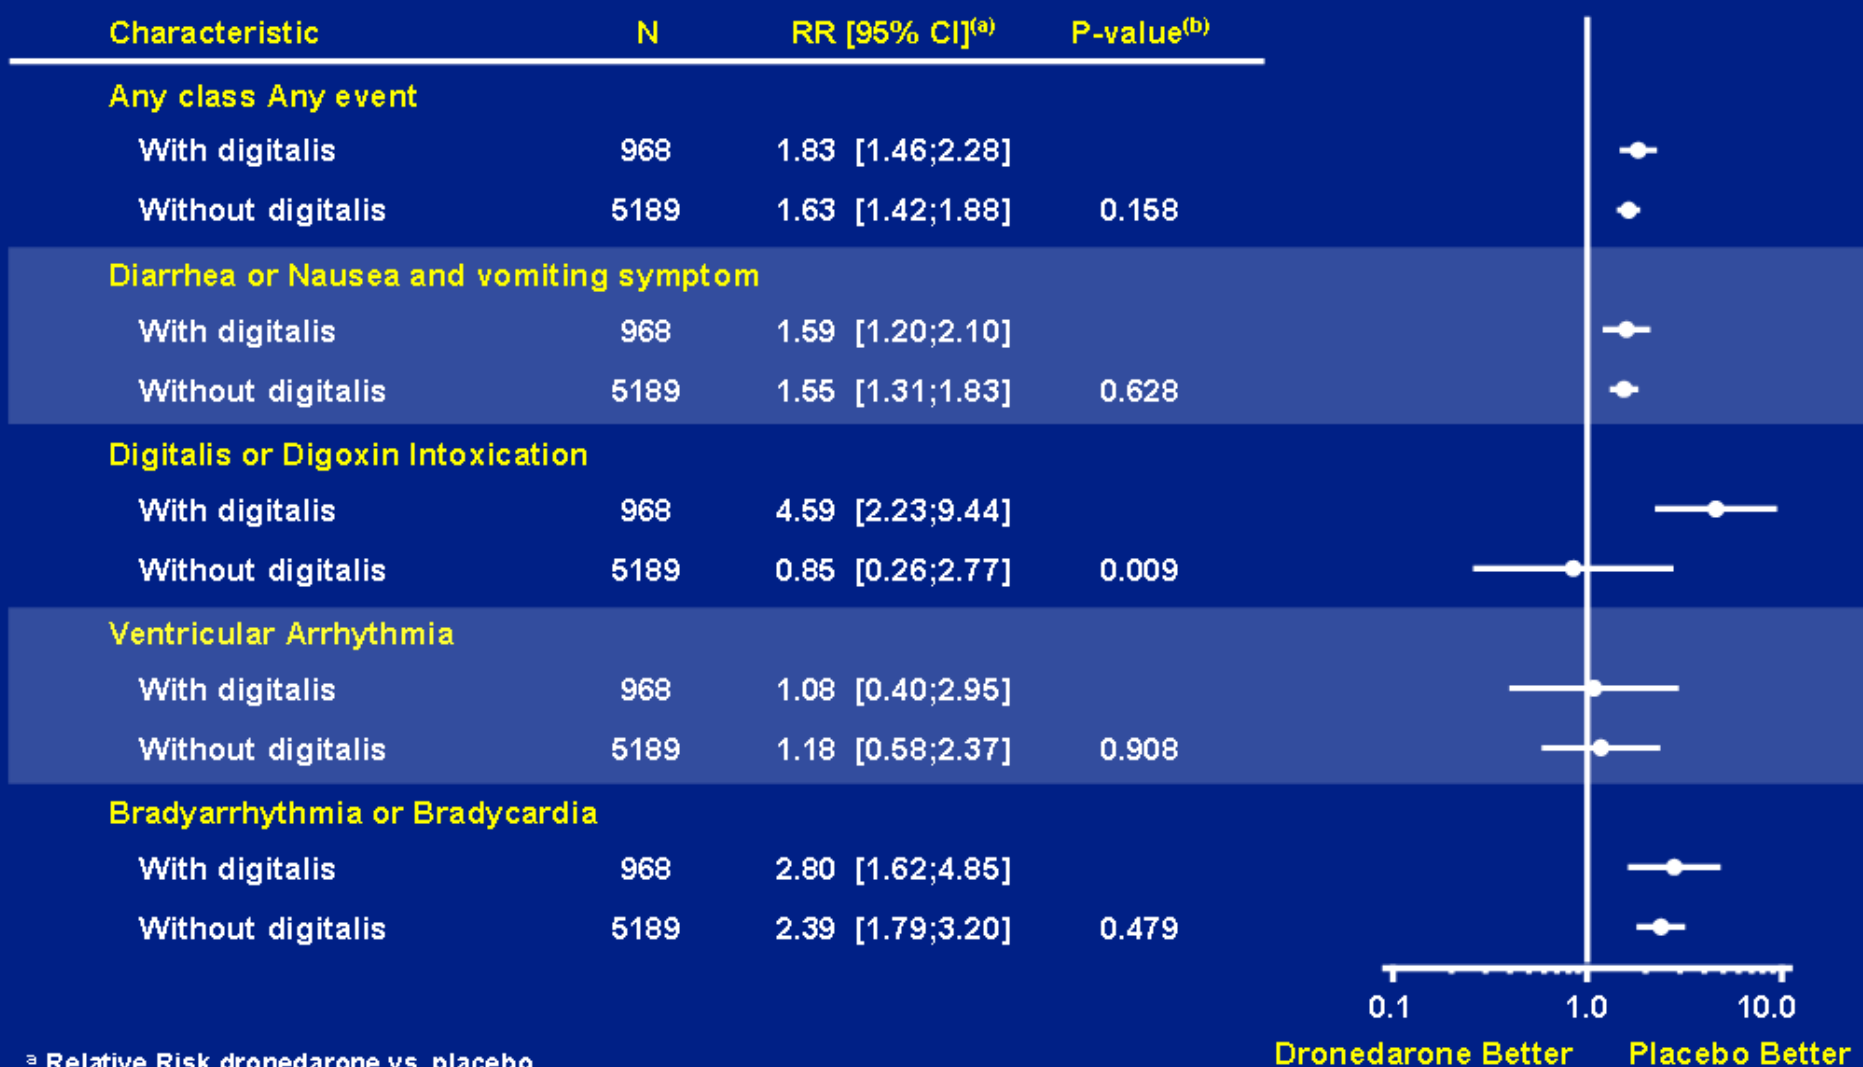 Characteristic N RR [95% CI](a) P-value(b)
Any class Any event
With digitalis 968 1.83 [1.46;2.28]
Without digitalis 5189 1.63 [1.42;1.88] 0.158
Diarrhea or Nausea and vomiting symptom
With digitalis 968 1.59 [1.20;2.10]
Without digitalis 5189 1.55 [1.31;1.83] 0.628
Digitalis or Digoxin Intoxication
With digitalis 968 4.59 [2.23;9.44]
Without digitalis 5189 0.85 [0.26;2.77] 0.009
Ventricular Arrhythmia
With digitalis 968 1.08 [0.40;2.95]
Without digitalis 5189 1.18 [0.58;2.37] 0.908
Bradyarrhythmia or Bradycardia
With digitalis 968 2.80 [1.62;4.85]
Without digitalis 5189 2.39 [1.79;3.20] 0.479
0.1 1.0 10.0
Dronedarone Better Placebo Better
a Relative Risk dronedarone vs. placebo